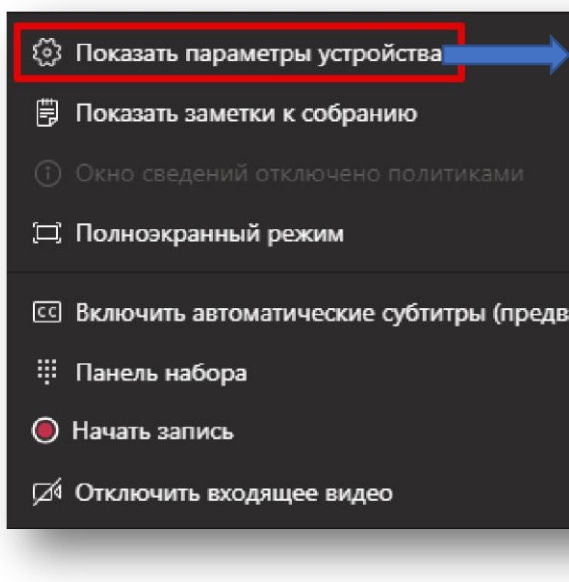 Показать параметры устройства
Показать заметки к собранию
Окно сведений отключено политиками
Полноэкранный режим
CC Включить автоматические субтитры (предв
Панель набора
Начать запись
Отключить входящее видео